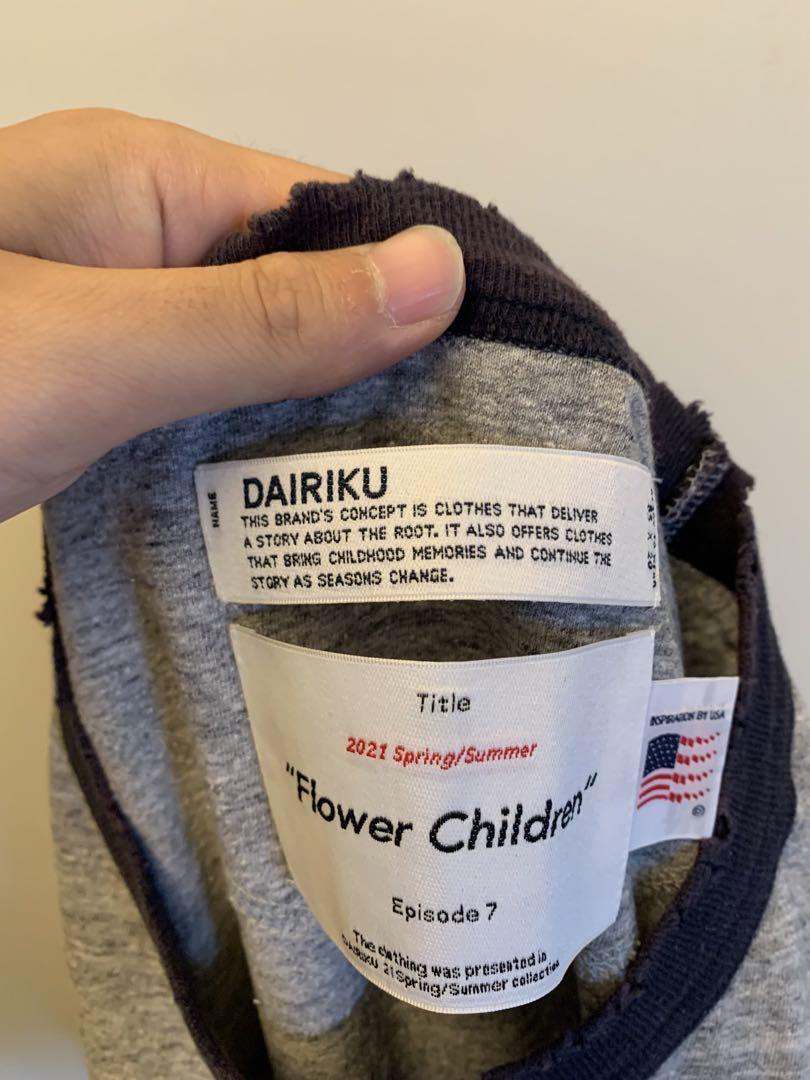 NAME
DAIRIKU
THIS BRAND'S CONCEPT IS CLOTHES THAT DELIVER
A STORY ABOUT THE ROOT. IT ALSO OFFERS CLOTHES
THAT BRING CHILDHOOD MEMORIES AND CONTINUE THE
STORY AS SEASONS CHANGE.
Title
2021 Spring/Summer
"Flower Children"
Episode 7
The clothing was presented in
DAIRIKU 21 Spring/Summer collection
INSPIRATION BY USA